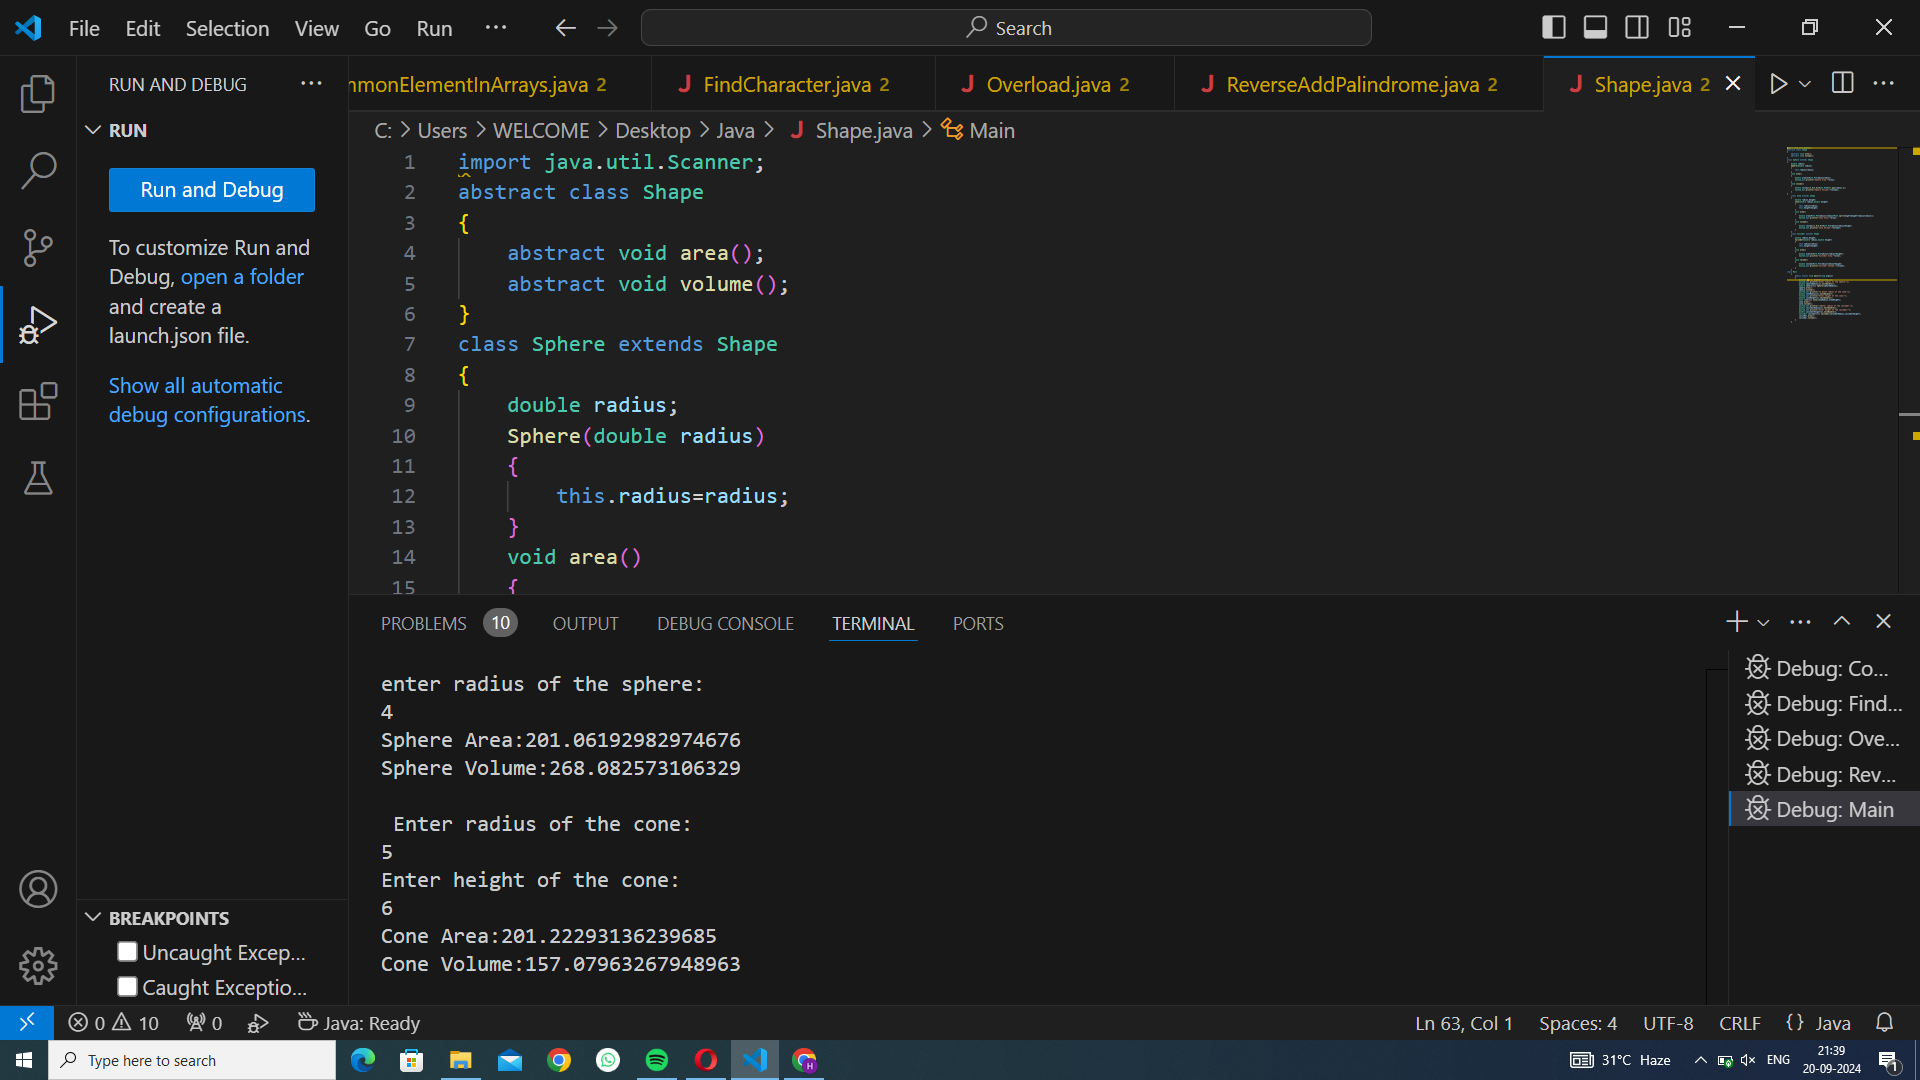 File Edit Selection View Go Run ··· Search
RUN AND DEBUG ···
RUN
Run and Debug
To customize Run and
Debug, open a folder
and create a
launch.json file.
Show all automatic
debug configurations.
BREAKPOINTS
Uncaught Excep...
Caught Exceptio...
mmonElementInArrays.java 2 FindCharacter.java 2 Overload.java 2 ReverseAddPalindrome.java 2 Shape.java 2
C: > Users > WELCOME > Desktop > Java > Shape.java > Main
1 import java.util.Scanner;
2 abstract class Shape
3 {
4 abstract void area();
5 abstract void volume();
6 }
7 class Sphere extends Shape
8 {
9 double radius;
10 Sphere(double radius)
11 {
12 this.radius=radius;
13 }
14 void area()
15 {
PROBLEMS 10 OUTPUT DEBUG CONSOLE TERMINAL PORTS
enter radius of the sphere:
4
Sphere Area:201.06192982974676
Sphere Volume:268.082573106329
Enter radius of the cone:
5
Enter height of the cone:
6
Cone Area:201.22293136239685
Cone Volume:157.07963267948963
Debug: Co...
Debug: Find...
Debug: Ove...
Debug: Rev...
Debug: Main
0 10 0 Java: Ready Ln 63, Col 1 Spaces: 4 UTF-8 CRLF {} Java
Type here to search 31°C Haze ENG 21:39
20-09-2024 1